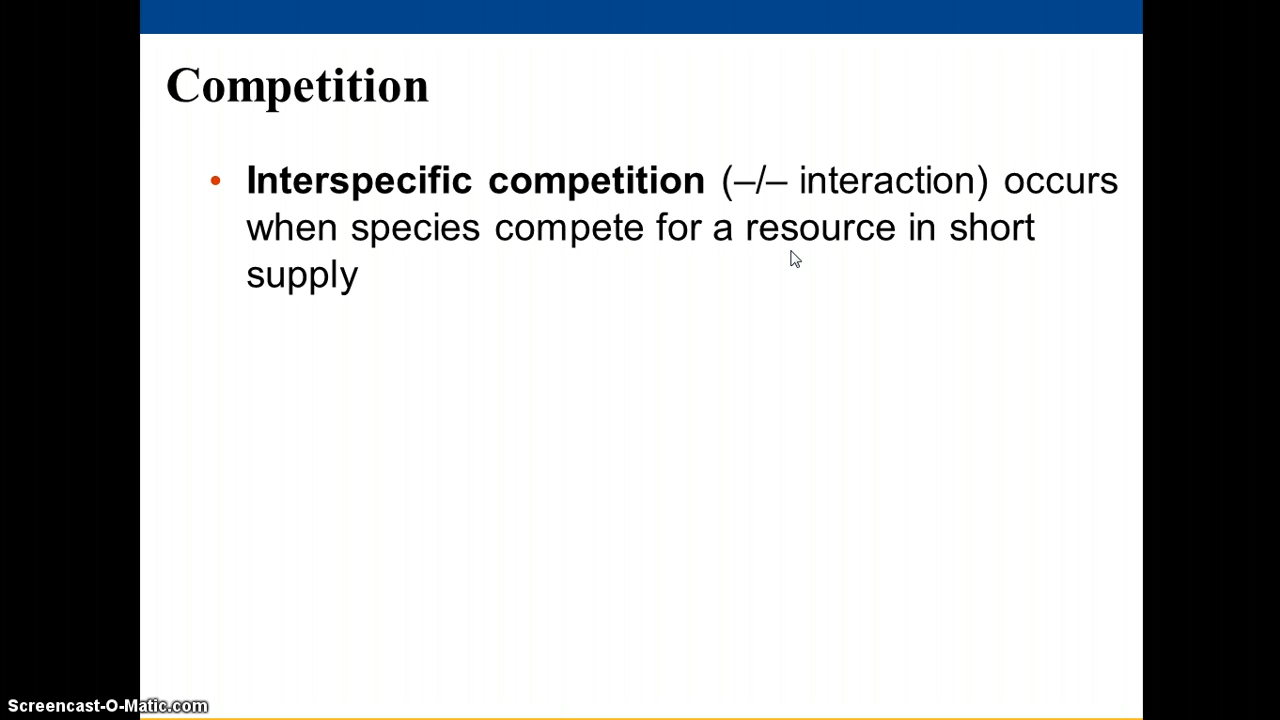 Competition
• Interspecific competition (–/– interaction) occurs
when species compete for a resource in short
supply
Screencast-O-Matic.com